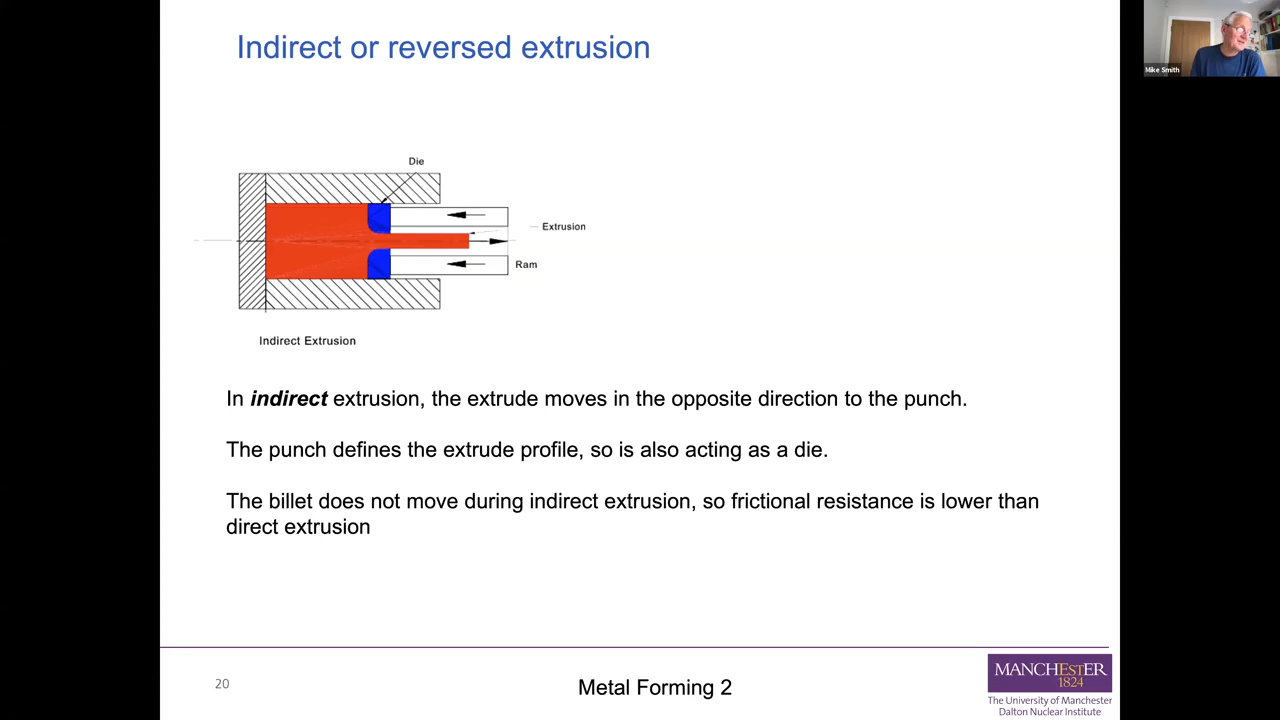 Indirect or reversed extrusion
Mike Smith
Die
Extrusion
Ram
Indirect Extrusion
In indirect extrusion, the extrude moves in the opposite direction to the punch.
The punch defines the extrude profile, so is also acting as a die.
The billet does not move during indirect extrusion, so frictional resistance is lower than
direct extrusion
20
Metal Forming 2
MANCHESTER
1824
The University of Manchester
Dalton Nuclear Institute